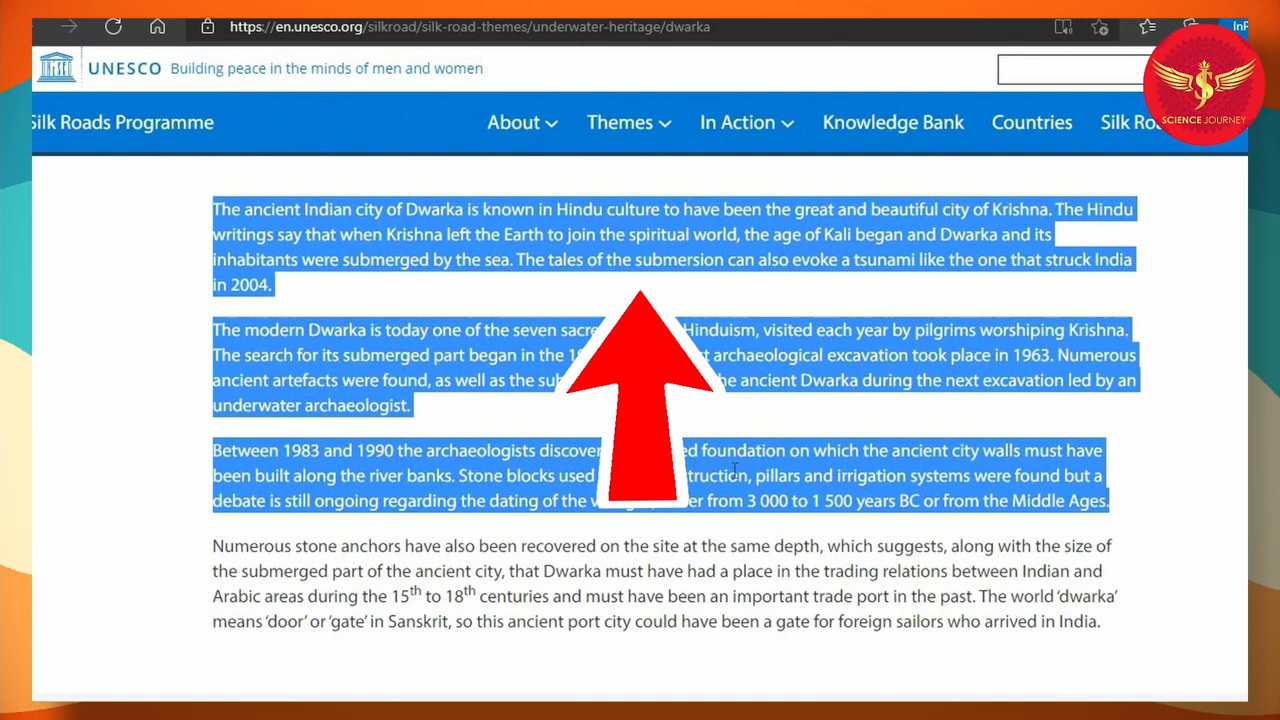 https://en.unesco.org/silkroad/silk-road-themes/underwater-heritage/dwarka
InP
UNESCO Building peace in the minds of men and women
SCIENCE JOURNEY
Silk Roads Programme About Themes In Action Knowledge Bank Countries Silk
The ancient Indian city of Dwarka is known in Hindu culture to have been the great and beautiful city of Krishna. The Hindu
writings say that when Krishna left the Earth to join the spiritual world, the age of Kali began and Dwarka and its
inhabitants were submerged by the sea. The tales of the submersion can also evoke a tsunami like the one that struck India
in 2004.
The modern Dwarka is today one of the seven Hinduism, visited each year by pilgrims worshiping Krishna.
The search for its submerged part began in the archaeological excavation took place in 1963. Numerous
ancient artefacts were found, as well as the ancient Dwarka during the next excavation led by an
underwater archaeologist.
Between 1983 and 1990 the archaeologists foundation on which the ancient city walls must have
been built along the river banks. Stone blocks used pillars and irrigation systems were found but a
debate is still ongoing regarding the dating of the from 3 000 to 1 500 years BC or from the Middle Ages.
Numerous stone anchors have also been recovered on the site at the same depth, which suggests, along with the size of
the submerged part of the ancient city, that Dwarka must have had a place in the trading relations between Indian and
Arabic areas during the 15th to 18th centuries and must have been an important trade port in the past. The world ‘dwarka’
means ‘door’ or ‘gate’ in Sanskrit, so this ancient port city could have been a gate for foreign sailors who arrived in India.